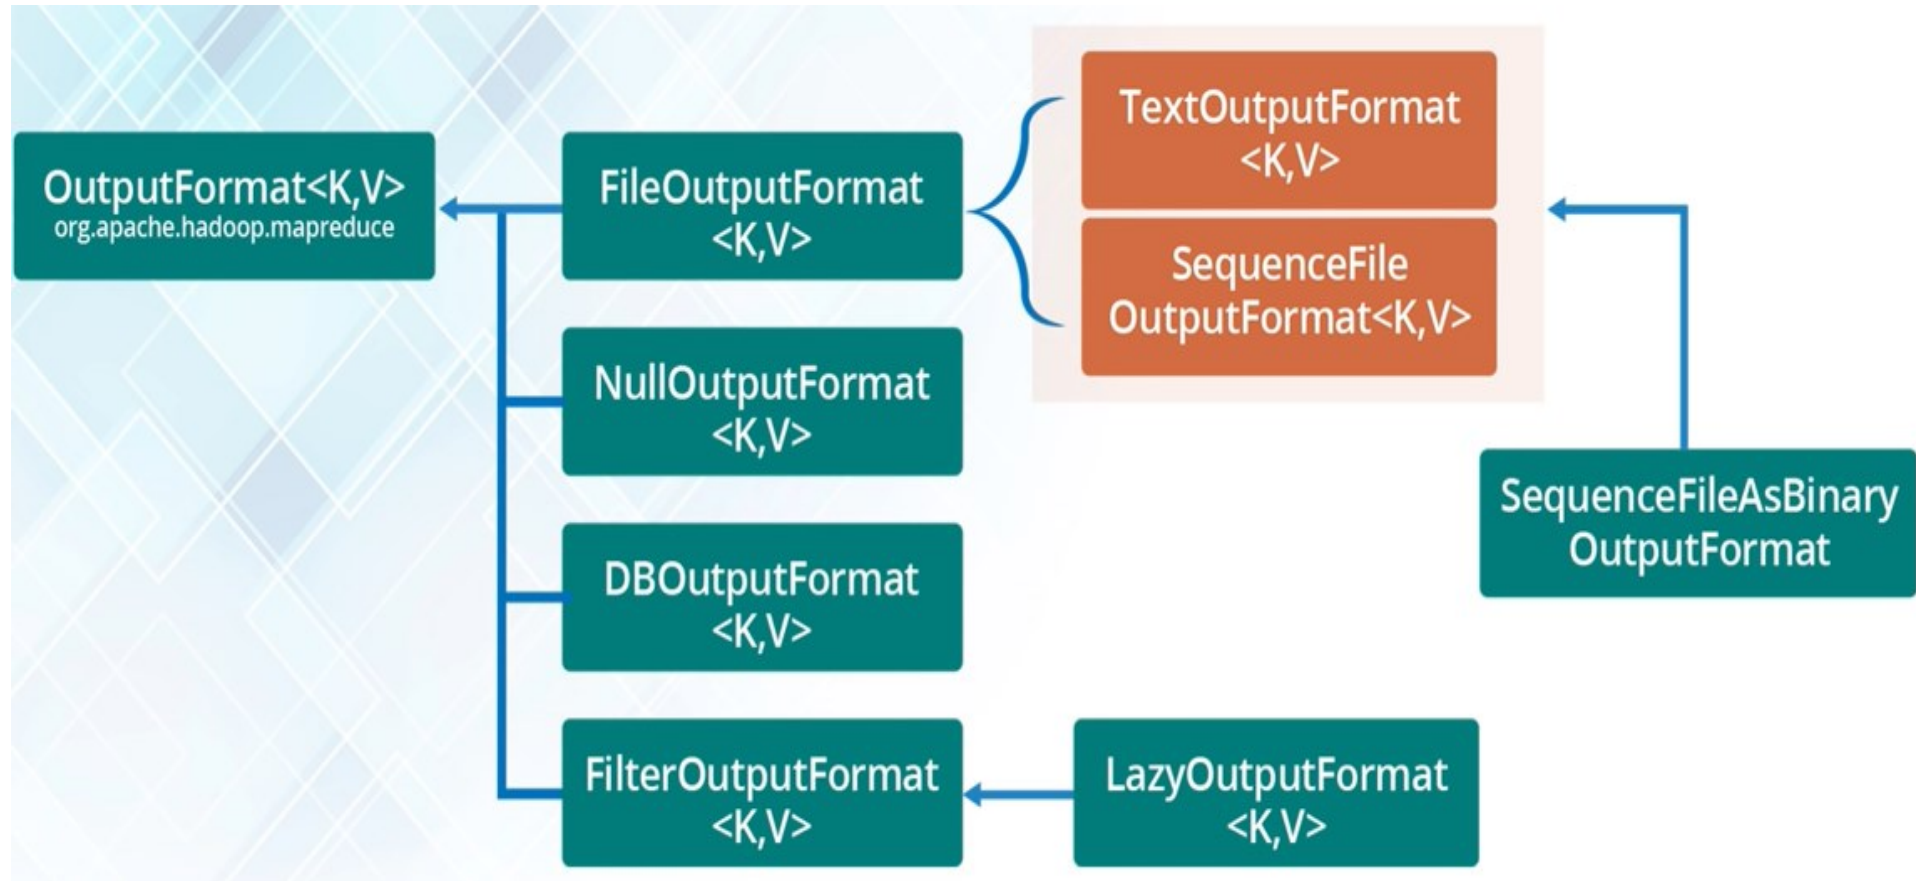 OutputFormat<K,V>
org.apache.hadoop.mapreduce
FileOutputFormat
<K,V>
TextOutputFormat
<K,V>
SequenceFile
OutputFormat<K,V>
NullOutputFormat
<K,V>
SequenceFileAsBinary
OutputFormat
DBOutputFormat
<K,V>
FilterOutputFormat
<K,V>
LazyOutputFormat
<K,V>